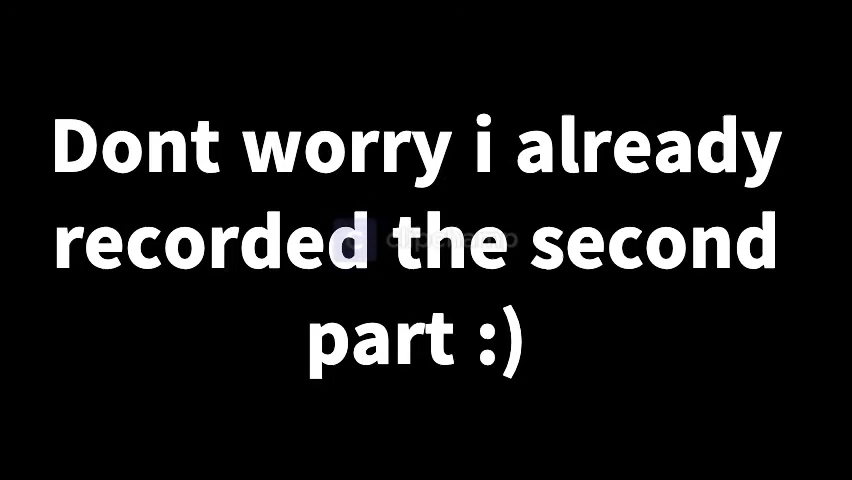 Dont worry i already
recorded the second
part :)